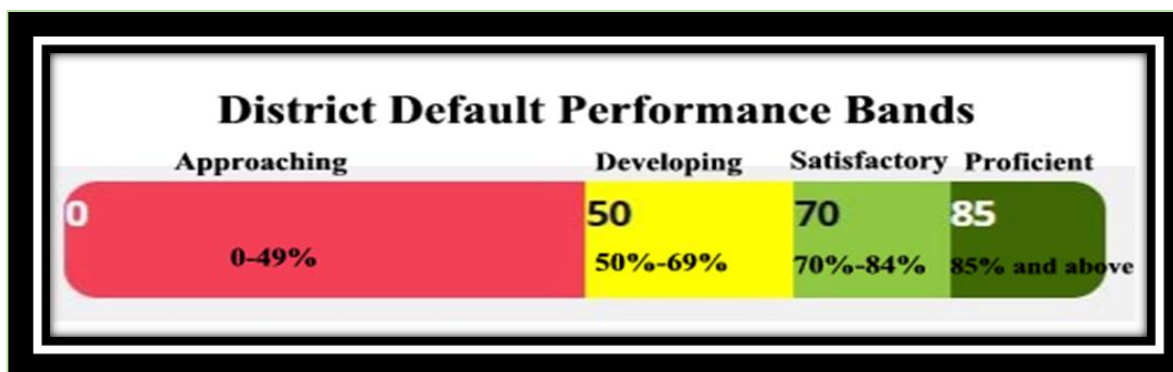 District Default Performance Bands
Approaching Developing Satisfactory Proficient
0 50 70 85
0-49% 50%-69% 70%-84% 85% and above